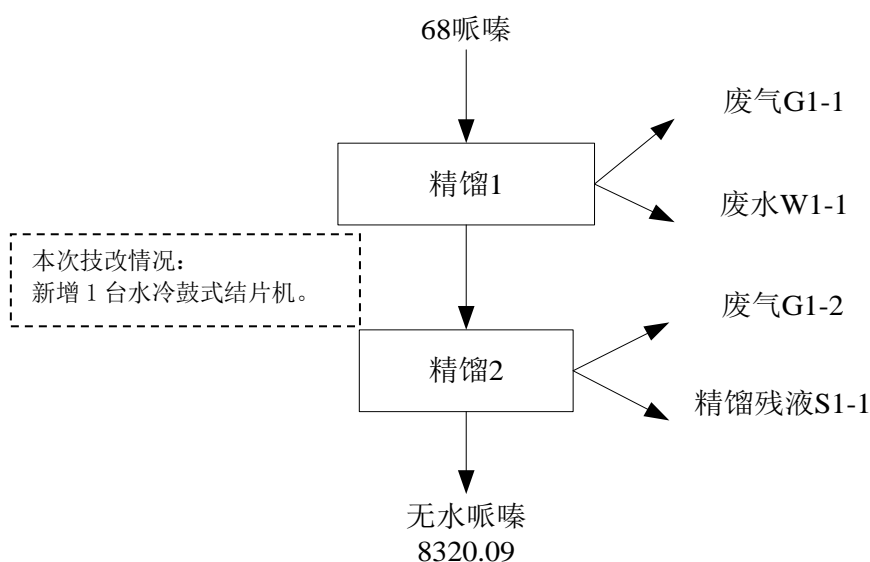 68哌嗪
废气G1-1
精馏1
废水W1-1
本次技改情况：
新增 1 台水冷鼓式结片机。
废气G1-2
精馏2
精馏残液S1-1
无水哌嗪
8320.09